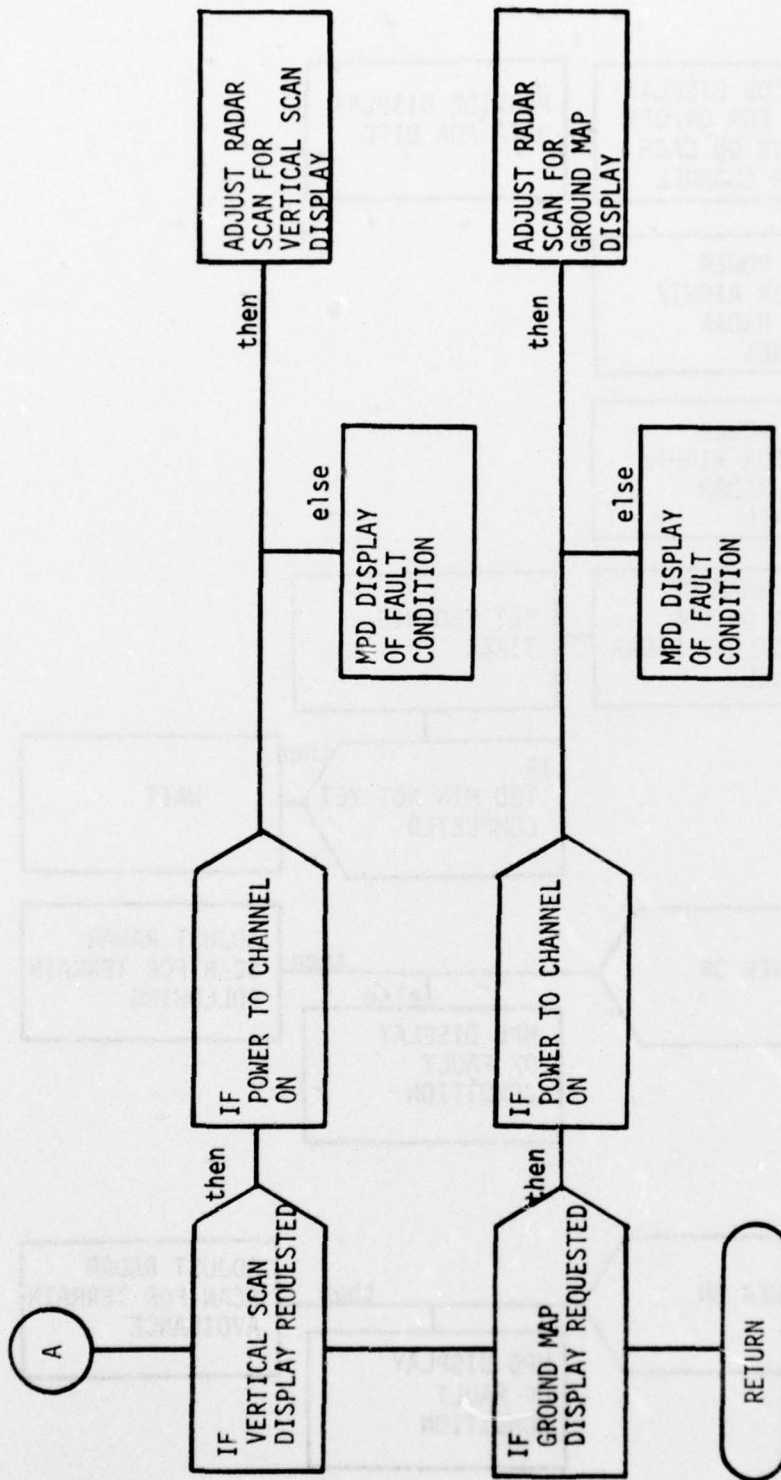 A
IF
VERTICAL SCAN
DISPLAY REQUESTED
then
IF
POWER TO CHANNEL
ON
then
ADJUST RADAR
SCAN FOR
VERTICAL SCAN
DISPLAY
else
MPD DISPLAY
OF FAULT
CONDITION
IF
GROUND MAP
DISPLAY REQUESTED
then
IF
POWER TO CHANNEL
ON
then
ADJUST RADAR
SCAN FOR
GROUND MAP
DISPLAY
else
MPD DISPLAY
OF FAULT
CONDITION
RETURN